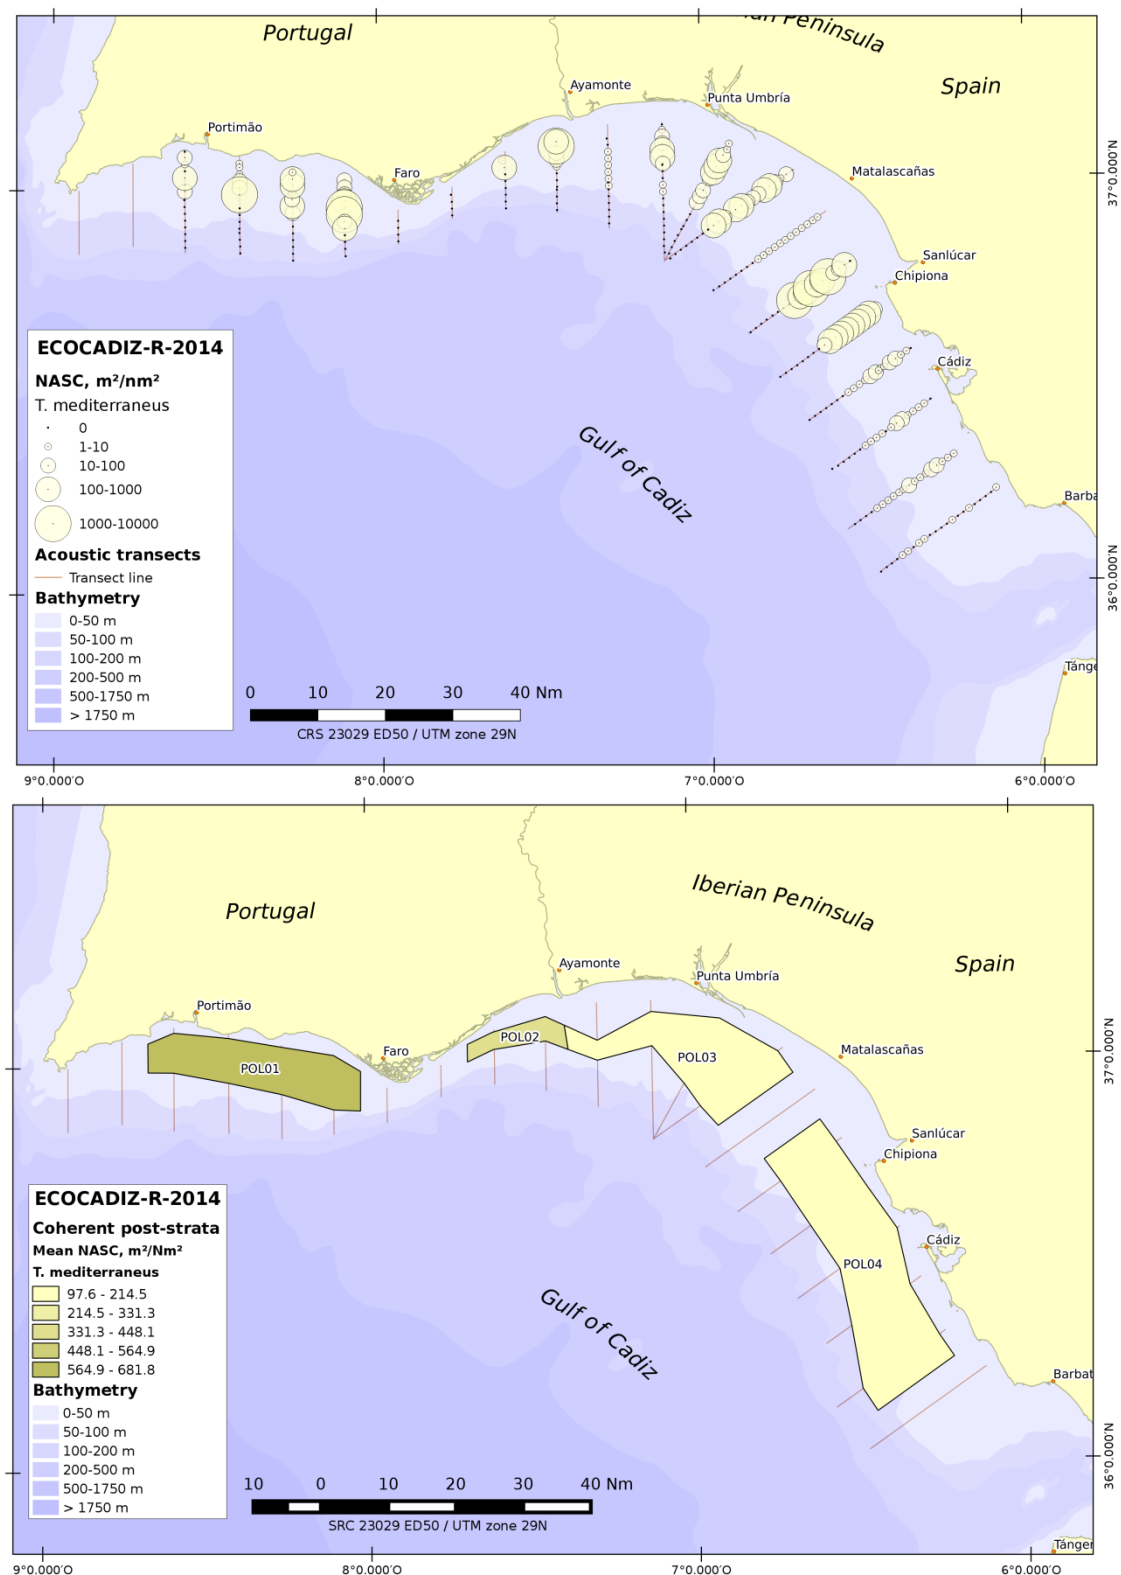 Portugal
an Peninsula
Spain
Ayamonte
Punta Umbría
Portimão
Faro
Matalascañas
37°0.000'N
Sanlúcar
Chipiona
Cádiz
Gulf of Cadiz
Barba
36°0.000'N
Tánge
ECOCADIZ-R-2014
NASC, m²/nm²
T. mediterraneus
0
1-10
10-100
100-1000
1000-10000
Acoustic transects
Transect line
Bathymetry
0-50 m
50-100 m
100-200 m
200-500 m
500-1750 m
> 1750 m
0 10 20 30 40 Nm
CRS 23029 ED50 / UTM zone 29N
9°0.000'O 8°0.000'O 7°0.000'O 6°0.000'O
Iberian Peninsula
Portugal
Spain
Ayamonte
Punta Umbría
Portimão
POL02
Faro
POL01
POL03
Matalascañas
37°0.000'N
Sanlúcar
Chipiona
Cádiz
POL04
Gulf of Cadiz
Barbat
36°0.000'N
Tánger
ECOCADIZ-R-2014
Coherent post-strata
Mean NASC, m²/Nm²
T. mediterraneus
97.6 - 214.5
214.5 - 331.3
331.3 - 448.1
448.1 - 564.9
564.9 - 681.8
Bathymetry
0-50 m
50-100 m
100-200 m
200-500 m
500-1750 m
> 1750 m
10 0 10 20 30 40 Nm
SRC 23029 ED50 / UTM zone 29N
9°0.000'O 8°0.000'O 7°0.000'O 6°0.000'O